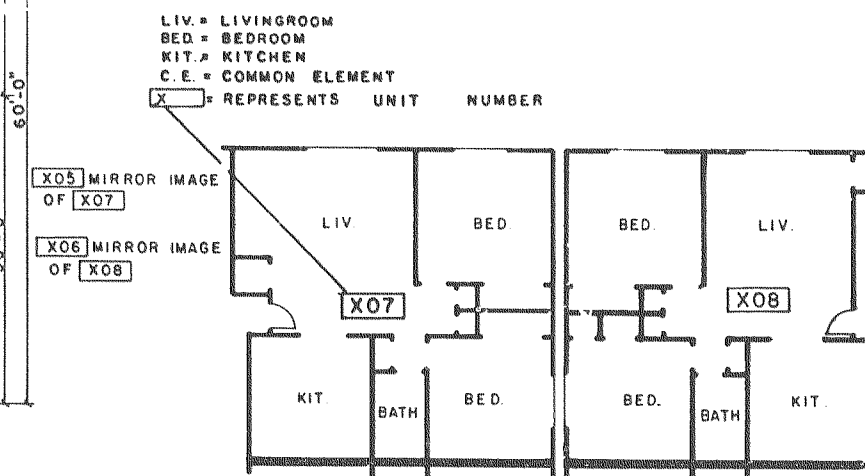 LIV. = LIVINGROOM
BED = BEDROOM
KIT. = KITCHEN
C.E. = COMMON ELEMENT
X = REPRESENTS UNIT NUMBER
60'-0"
X05 MIRROR IMAGE
OF X07
X06 MIRROR IMAGE
OF X08
LIV. BED. BED. LIV.
X07 X08
KIT. BATH BED. BED. BATH KIT.